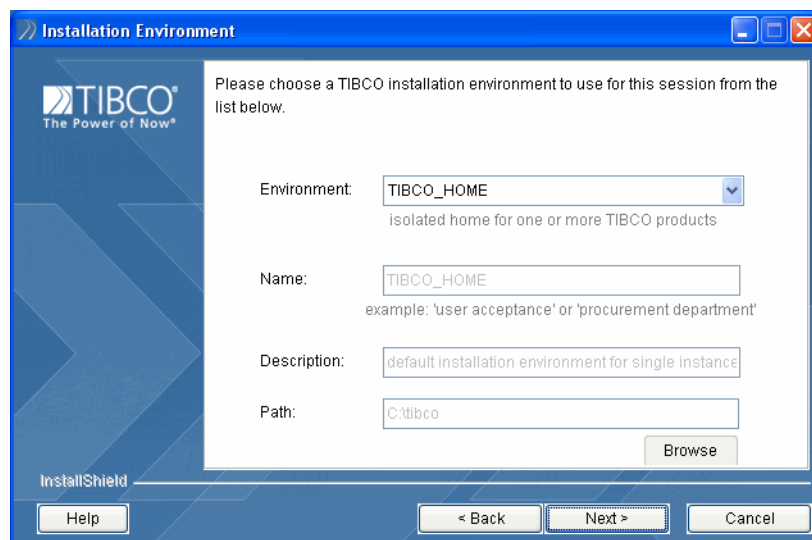 Installation Environment
TIBCO®
The Power of Now®
Please choose a TIBCO installation environment to use for this session from the
list below.
Environment: TIBCO_HOME
isolated home for one or more TIBCO products
Name: TIBCO_HOME
example: 'user acceptance' or 'procurement department'
Description: default installation environment for single instance
Path: C:\tibco
Browse
InstallShield
Help < Back Next > Cancel